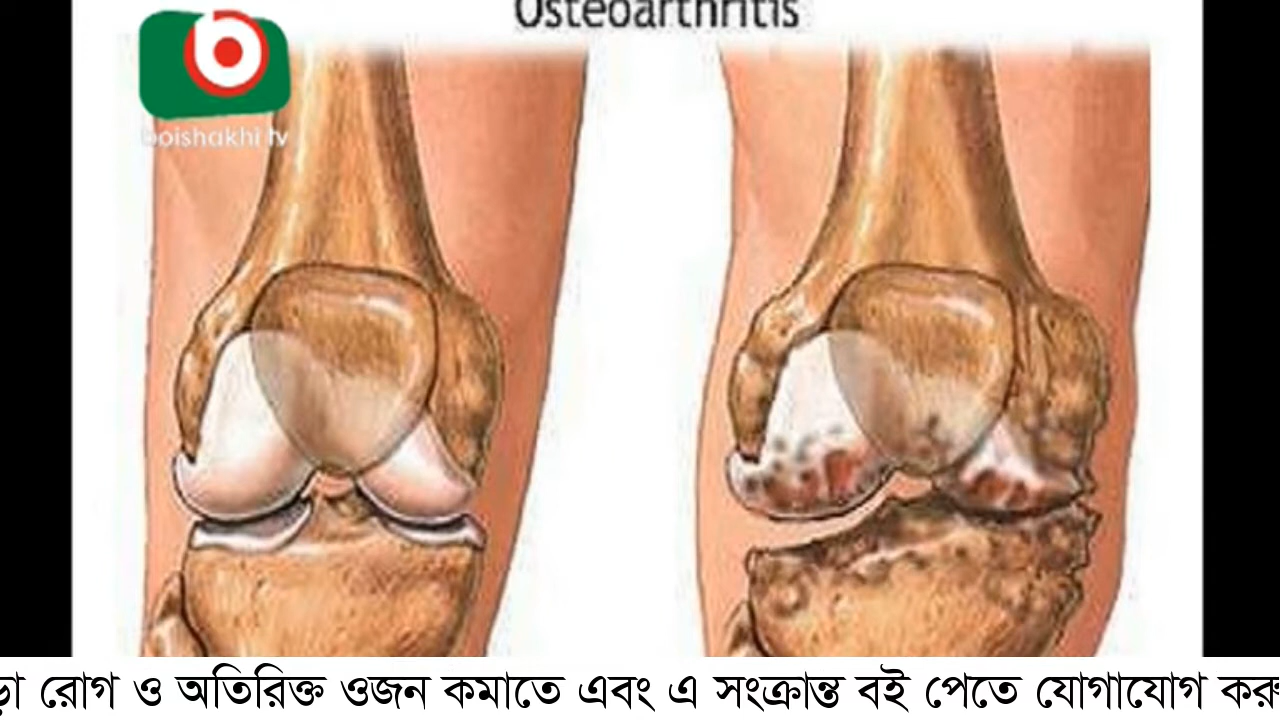 Osteoarthritis
boishakhi tv
রোগ ও অতিরিক্ত ওজন কমাতে এবং এ সংক্রান্ত বই পেতে যোগাযোগ